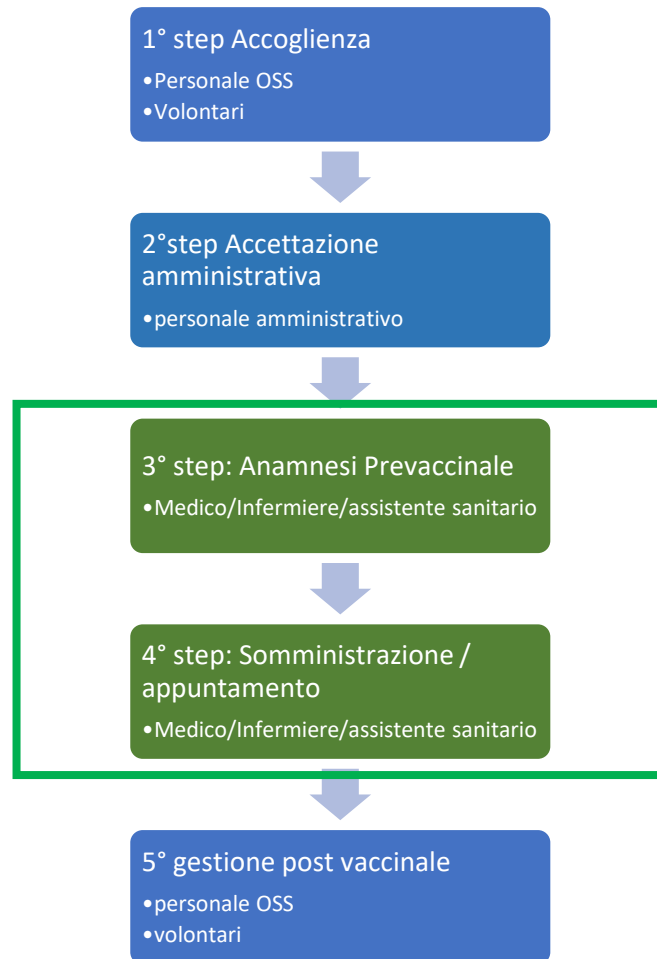 1° step Accoglienza
•Personale OSS
•Volontari
2°step Accettazione
amministrativa
•personale amministrativo
3° step: Anamnesi Prevaccinale
•Medico/Infermiere/assistente sanitario
4° step: Somministrazione /
appuntamento
•Medico/Infermiere/assistente sanitario
5° gestione post vaccinale
•personale OSS
•volontari